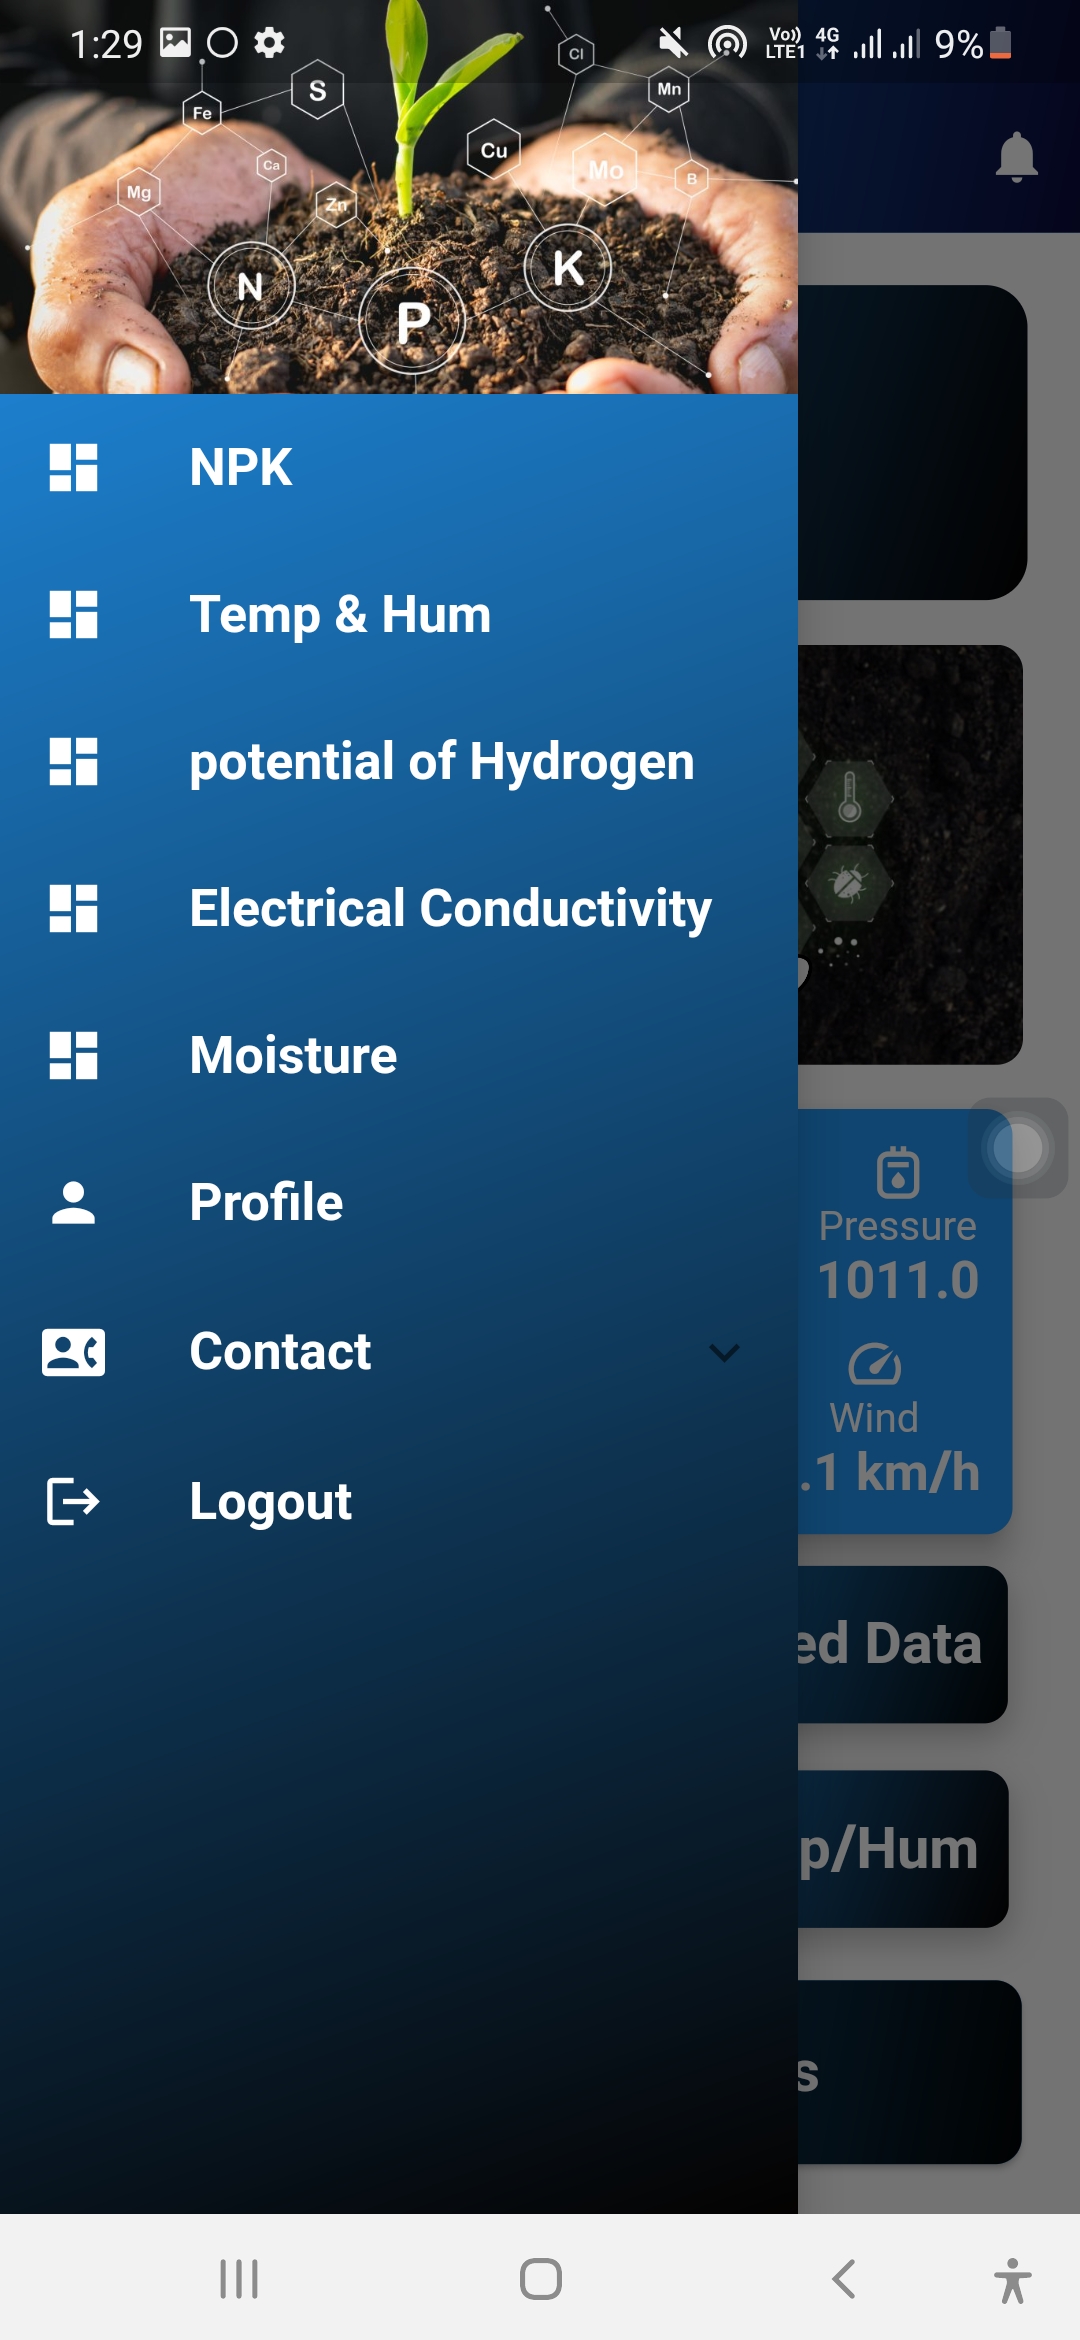 1:29
Vo))
LTE1
4G
9%
Cl
Mn
S
Fe
Cu
Ca
Mo
B
Mg
Zn
N
K
P
NPK
Temp & Hum
potential of Hydrogen
Electrical Conductivity
Moisture
Profile
Contact
Logout
Pressure
1011.0
Wind
.1 km/h
ed Data
p/Hum
s